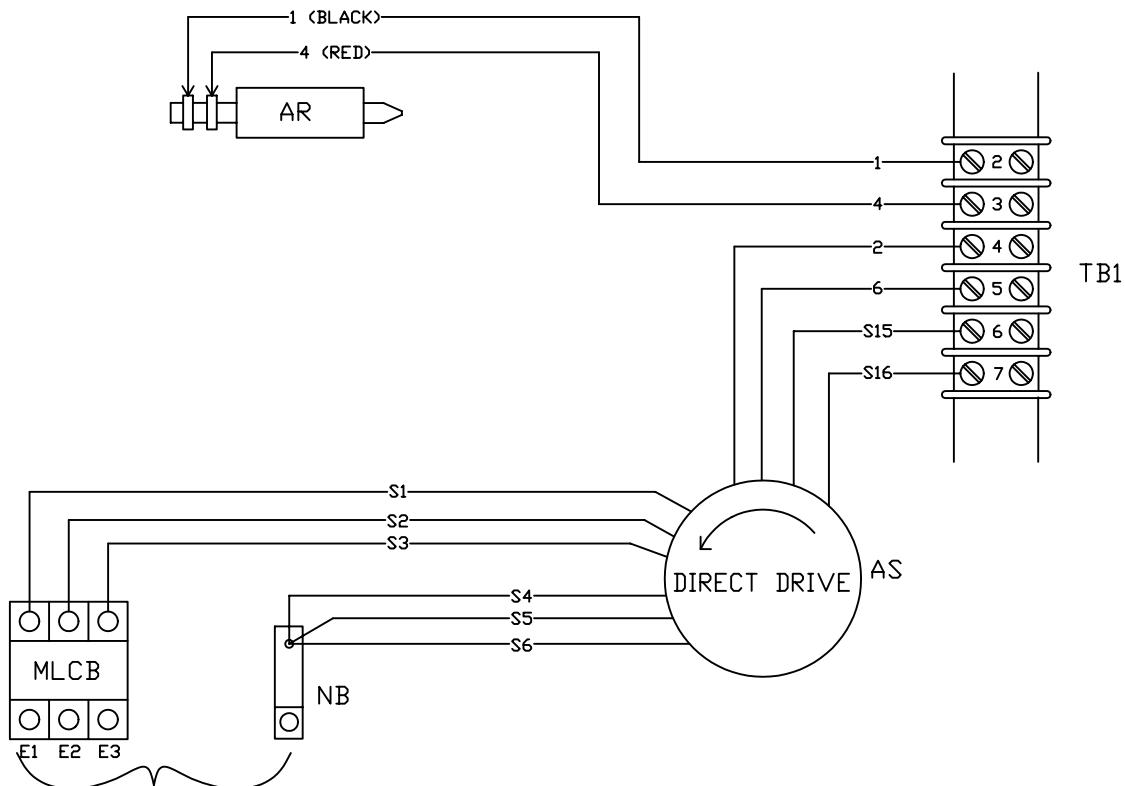 1 (BLACK)
4 (RED)
AR
1
2
4
3
2
4
6
5
TB1
S15
6
S16
7
S1
S2
S3
AS
DIRECT DRIVE
S4
S5
S6
MLCB
NB
E1 E2 E3